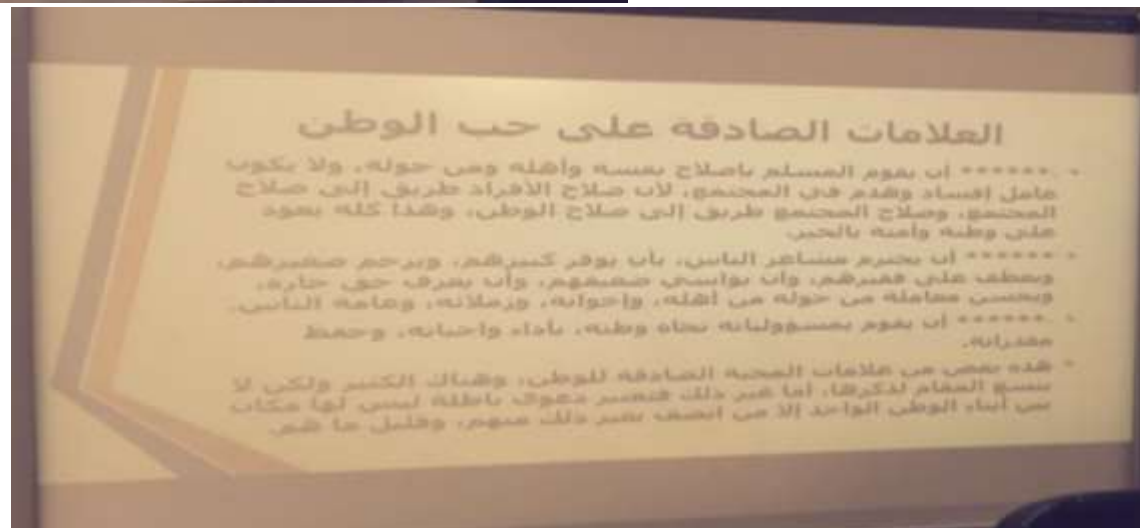 العلامات الصادقة على حب الوطن
• ****** أن يقوم المسلم بإصلاح نفسه وأهله ومن حوله، ولا يكون
عامل إفساد وهدم في المجتمع، لأن صلاح الأفراد طريق إلى صلاح
المجتمع، وصلاح المجتمع طريق إلى صلاح الوطن، وهذا كله يعود
على وطنه وأمته بالخير.
• ****** أن يحترم مشاعر الناس، بأن يوقر كبيرهم، ويرحم صغيرهم،
ويعطف على فقيرهم، وأن يواسي ضعيفهم، وأن يعرف حق جاره،
ويحسن معاملة من حوله من أهله، وإخوانه، وزملائه، وعامة الناس.
• ****** أن يقوم بمسؤولياته تجاه وطنه، بأداء واجباته، وحفظ
مقدراته.
• هذه بعض من علامات المحبة الصادقة للوطن، وهناك الكثير ولكن لا
يتسع المقام لذكرها، أما غير ذلك فتعتبر دعوى باطلة ليس لها مكان
بين أبناء الوطن الواحد إلا من اتصف بغير ذلك منهم، وقليل ما هم.